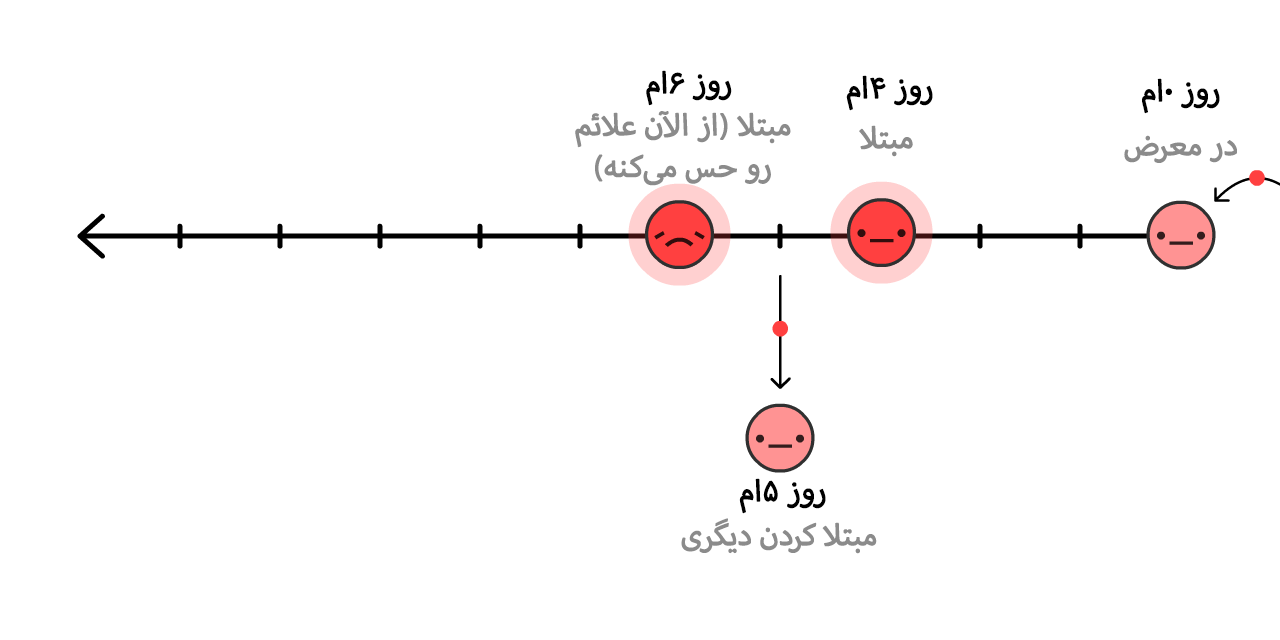 روز ۰ام
در معرض
روز ۴ام
مبتلا
روز ۶ام
مبتلا (از الآن علائم
رو حس می‌کنه)
روز ۵ام
مبتلا کردن دیگری